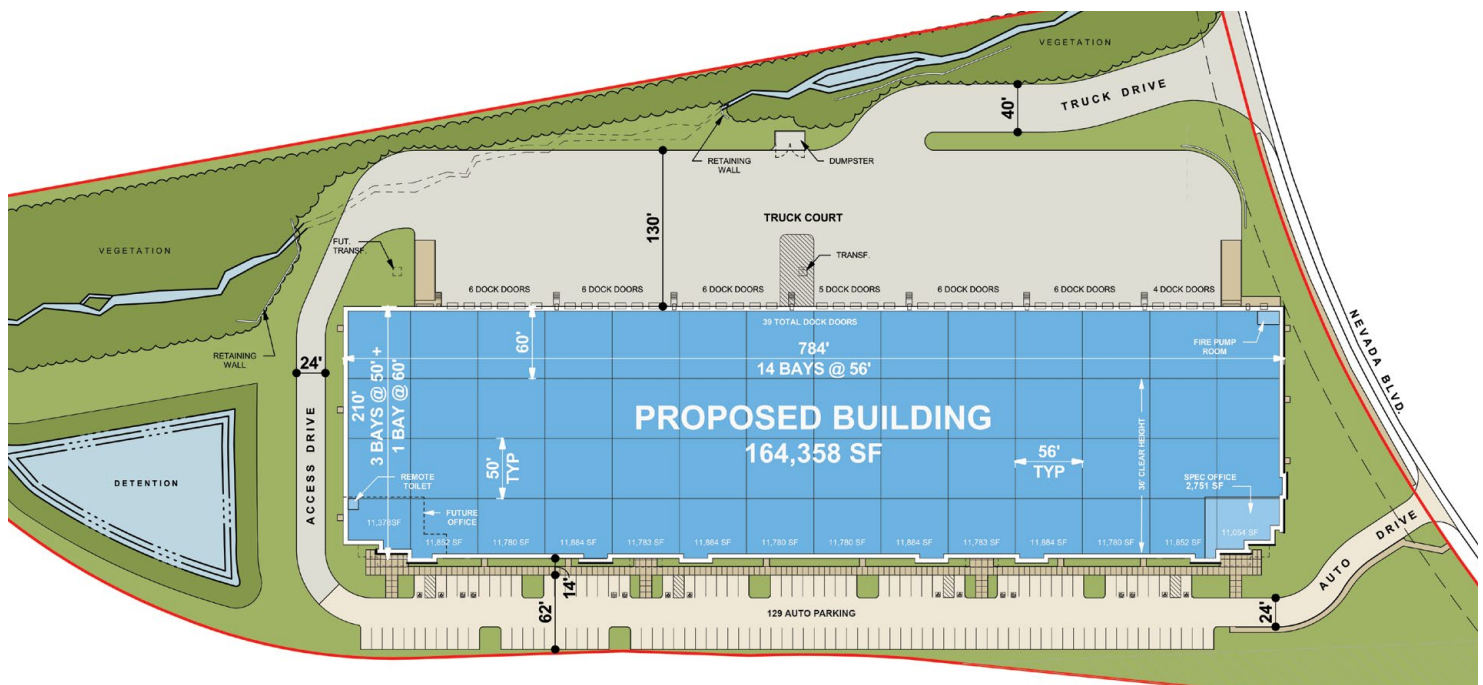 VEGETATION
TRUCK DRIVE
40'
RETAINING
WALL
DUMPSTER
130'
TRUCK COURT
VEGETATION
FUT.
TRANSF.
TRANSF.
6 DOCK DOORS
6 DOCK DOORS
6 DOCK DOORS
5 DOCK DOORS
6 DOCK DOORS
6 DOCK DOORS
4 DOCK DOORS
39 TOTAL DOCK DOORS
NEVADA BLVD.
RETAINING
WALL
24'
60'
784'
14 BAYS @ 56'
FIRE PUMP
ROOM
210'
3 BAYS @ 50' +
1 BAY @ 60'
PROPOSED BUILDING
164,358 SF
ACCESS DRIVE
DETENTION
50'
TYP
56'
TYP
36' CLEAR HEIGHT
REMOTE
TOILET
SPEC OFFICE
2,751 SF
FUTURE
OFFICE
11,378SF
11,852 SF
11,780 SF
11,884 SF
11,783 SF
11,884 SF
11,780 SF
11,780 SF
11,884 SF
11,783 SF
11,884 SF
11,780 SF
11,852 SF
11,054 SF
AUTO DRIVE
14'
62'
129 AUTO PARKING
24'